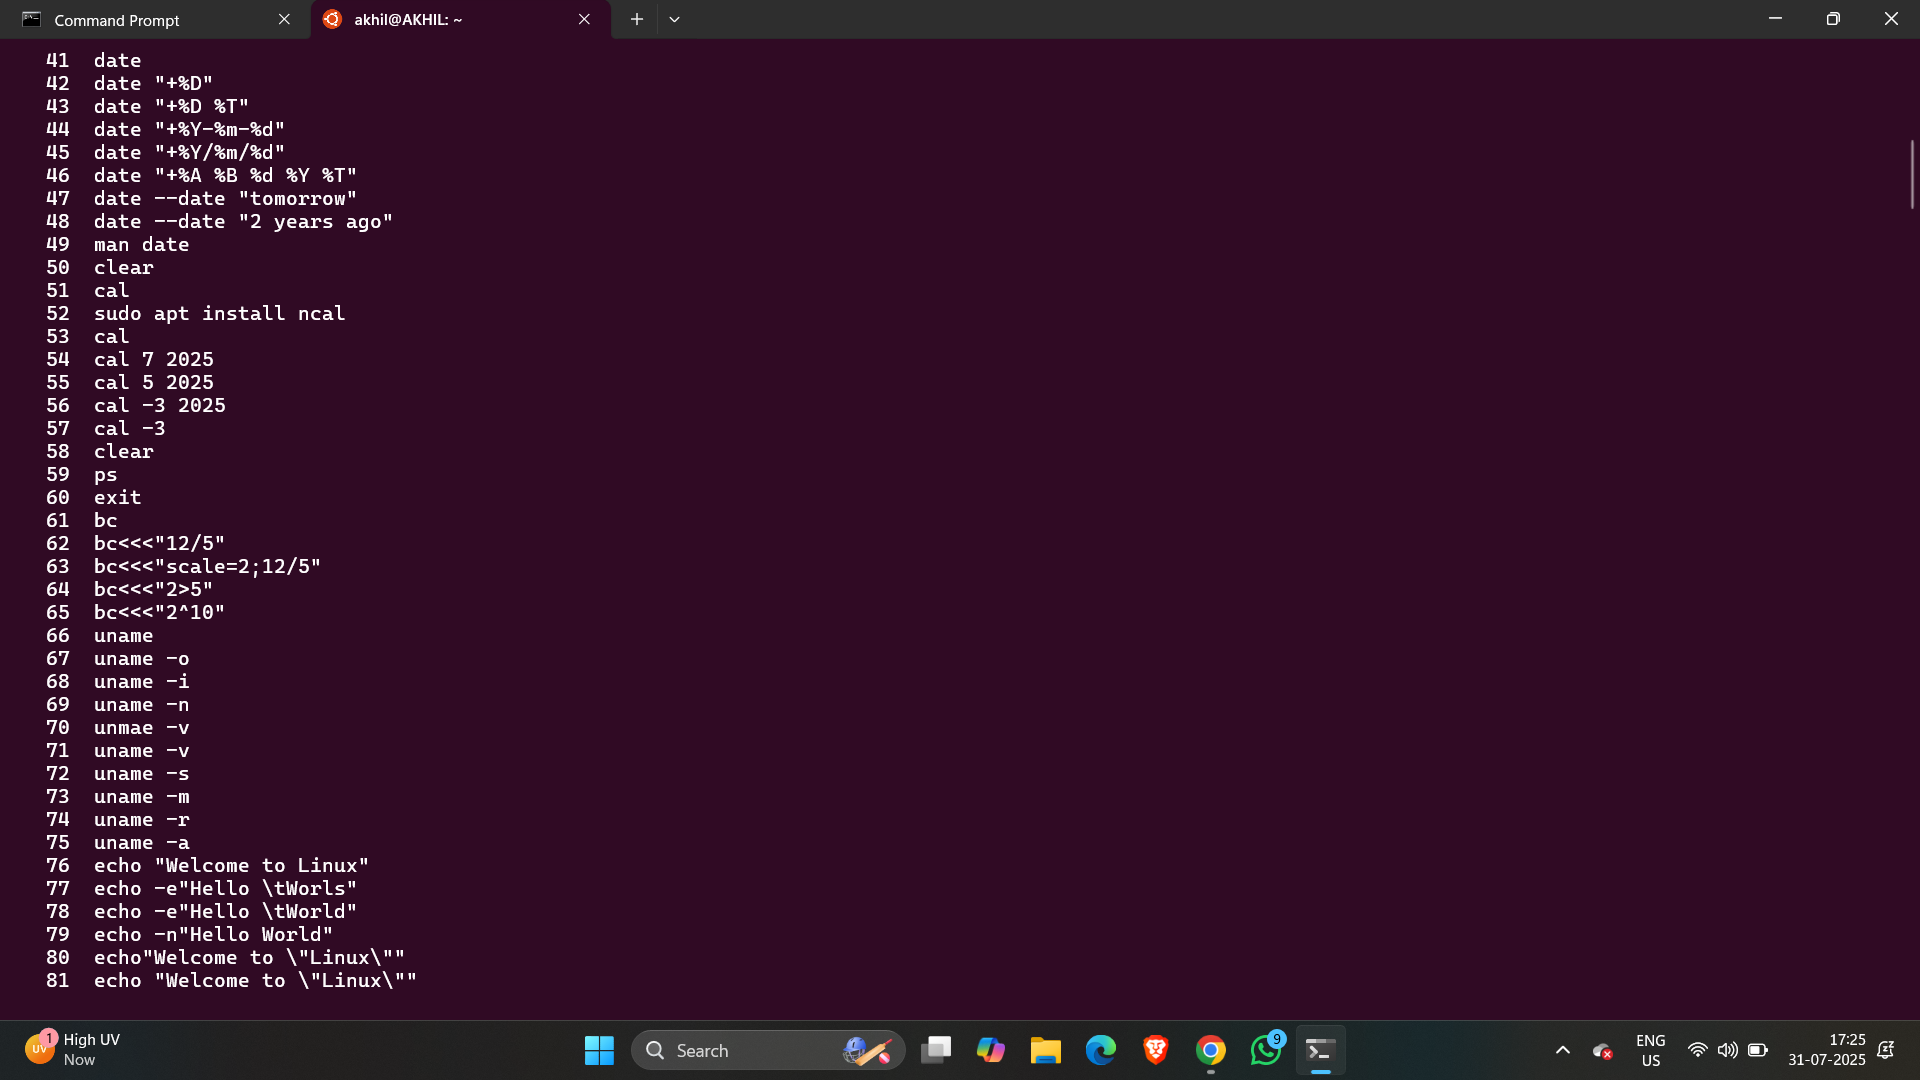 Command Prompt
akhil@AKHIL: ~
41 date
42 date "+%D"
43 date "+%D %T"
44 date "+%Y-%m-%d"
45 date "+%Y/%m/%d"
46 date "+%A %B %d %Y %T"
47 date --date "tomorrow"
48 date --date "2 years ago"
49 man date
50 clear
51 cal
52 sudo apt install ncal
53 cal
54 cal 7 2025
55 cal 5 2025
56 cal -3 2025
57 cal -3
58 clear
59 ps
60 exit
61 bc
62 bc<<<"12/5"
63 bc<<<"scale=2;12/5"
64 bc<<<"2>5"
65 bc<<<"2^10"
66 uname
67 uname -o
68 uname -i
69 uname -n
70 unmae -v
71 uname -v
72 uname -s
73 uname -m
74 uname -r
75 uname -a
76 echo "Welcome to Linux"
77 echo -e"Hello \tWorls"
78 echo -e"Hello \tWorld"
79 echo -n"Hello World"
80 echo"Welcome to \"Linux\""
81 echo "Welcome to \"Linux\""
UV
1
High UV
Now
Search
9
ENG
US
17:25
31-07-2025